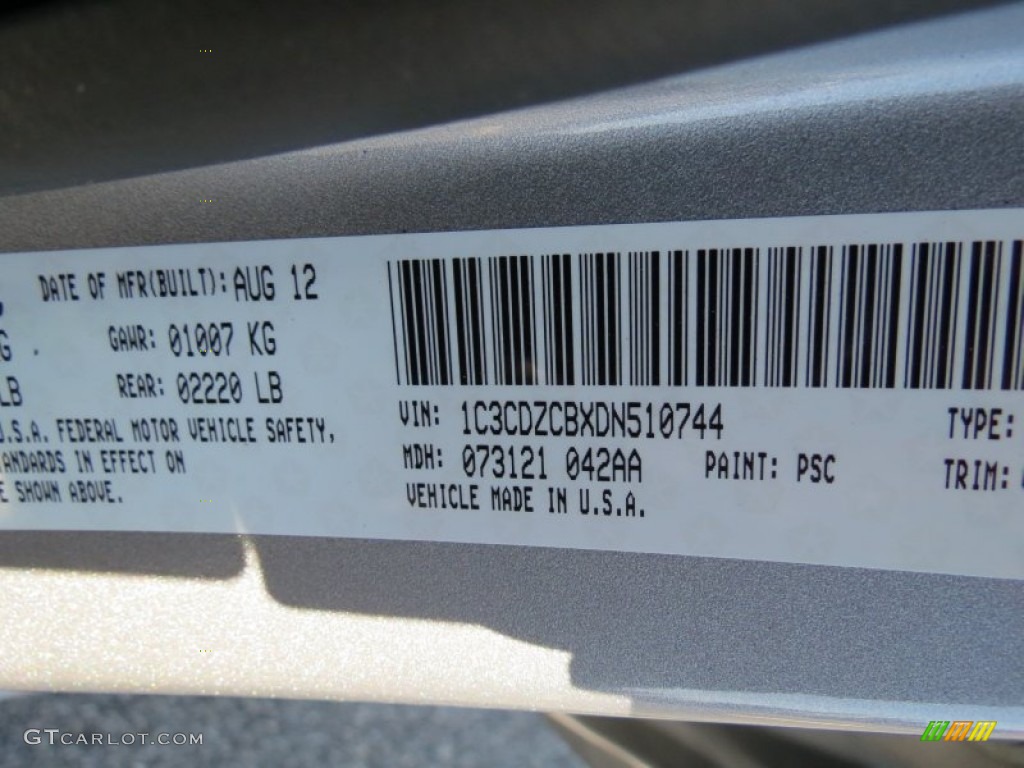 DATE OF MFR(BUILT): AUG 12
G GAWR: 01007 KG
LB REAR: 02220 LB
U.S.A. FEDERAL MOTOR VEHICLE SAFETY,
ANDARDS IN EFFECT ON
E SHOWN ABOVE.
VIN: 1C3CDZCBXDN510744 TYPE:
MDH: 073121 042AA PAINT: PSC TRIM:
VEHICLE MADE IN U.S.A.
GTCARLOT.COM